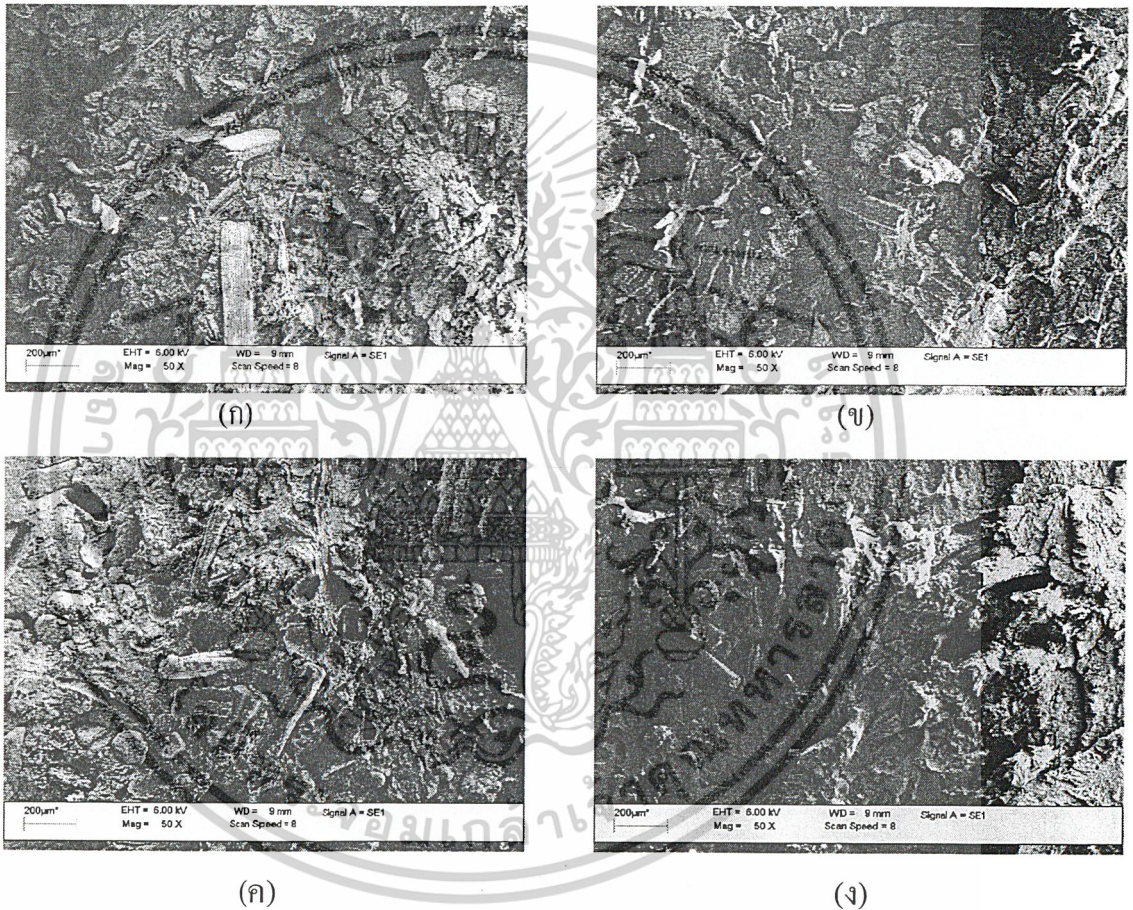 200µm* EHT = 6.00 kV WD = 9 mm Signal A = SE1
Mag = 50 X Scan Speed = 8
(ก)
200µm* EHT = 6.00 kV WD = 9 mm Signal A = SE1
Mag = 50 X Scan Speed = 8
(ข)
200µm* EHT = 6.00 kV WD = 9 mm Signal A = SE1
Mag = 50 X Scan Speed = 8
(ค)
200µm* EHT = 6.00 kV WD = 9 mm Signal A = SE1
Mag = 50 X Scan Speed = 8
(ง)